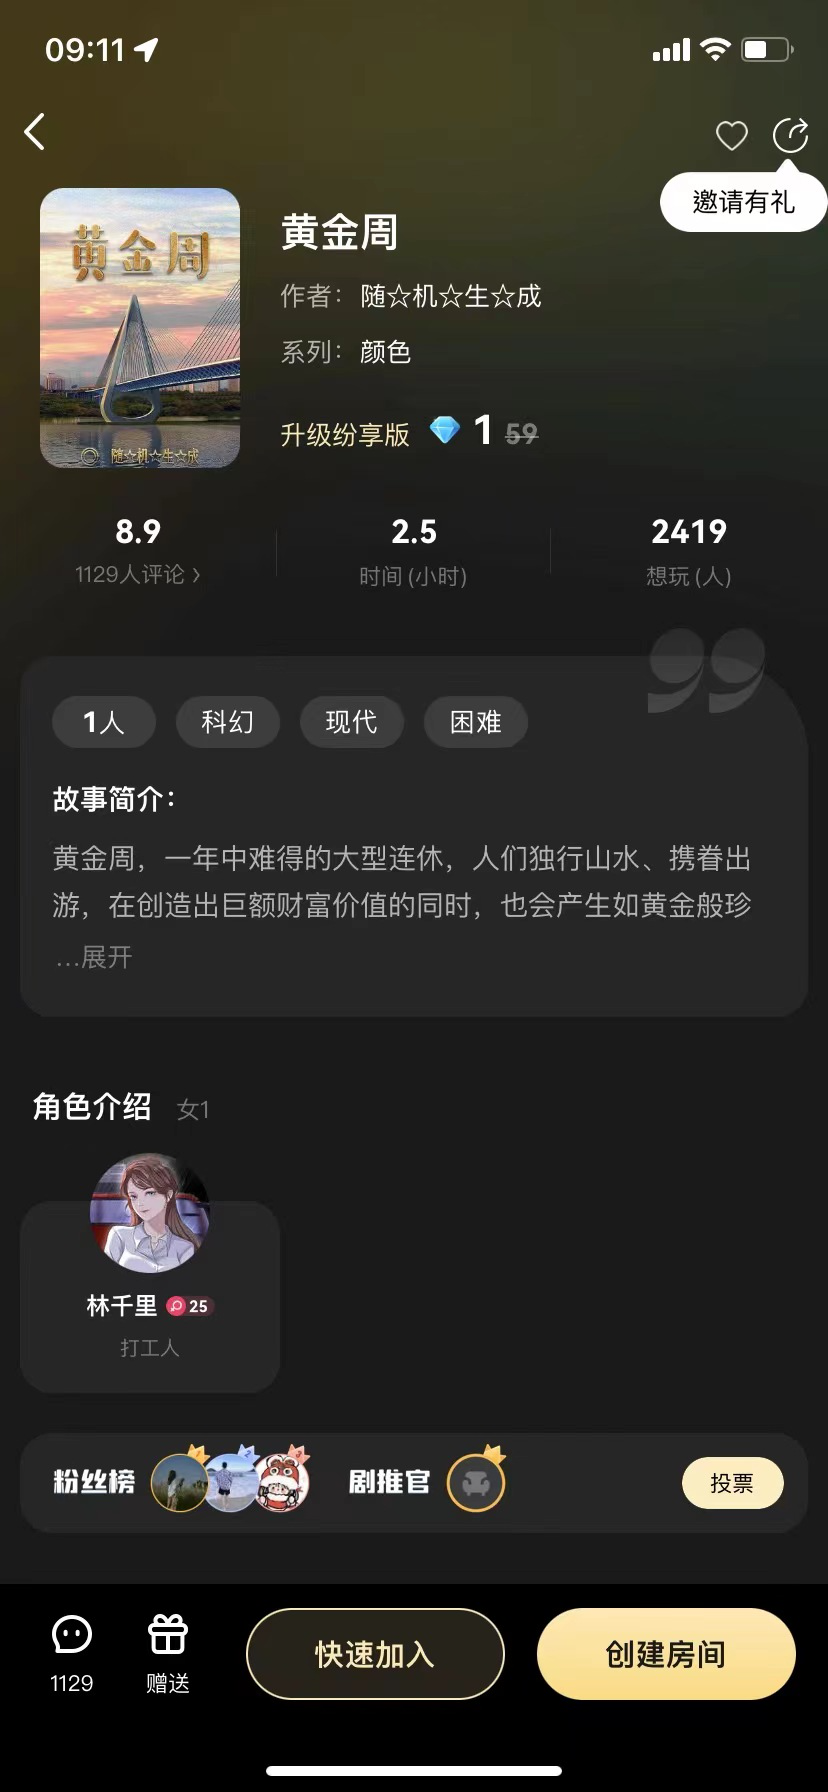 09:11
邀请有礼
黄金周
随☆机☆生☆成
黄金周
作者：随☆机☆生☆成
系列：颜色
升级纷享版 1 59
8.9 2.5 2419
1129人评论 > 时间 (小时) 想玩 (人)
1人 科幻 现代 困难
故事简介：
黄金周，一年中难得的大型连休，人们独行山水、携眷出
游，在创造出巨额财富价值的同时，也会产生如黄金般珍
...展开
角色介绍 女1
林千里 25
打工人
粉丝榜 1 2 3 剧推官 投票
1129 赠送 快速加入 创建房间